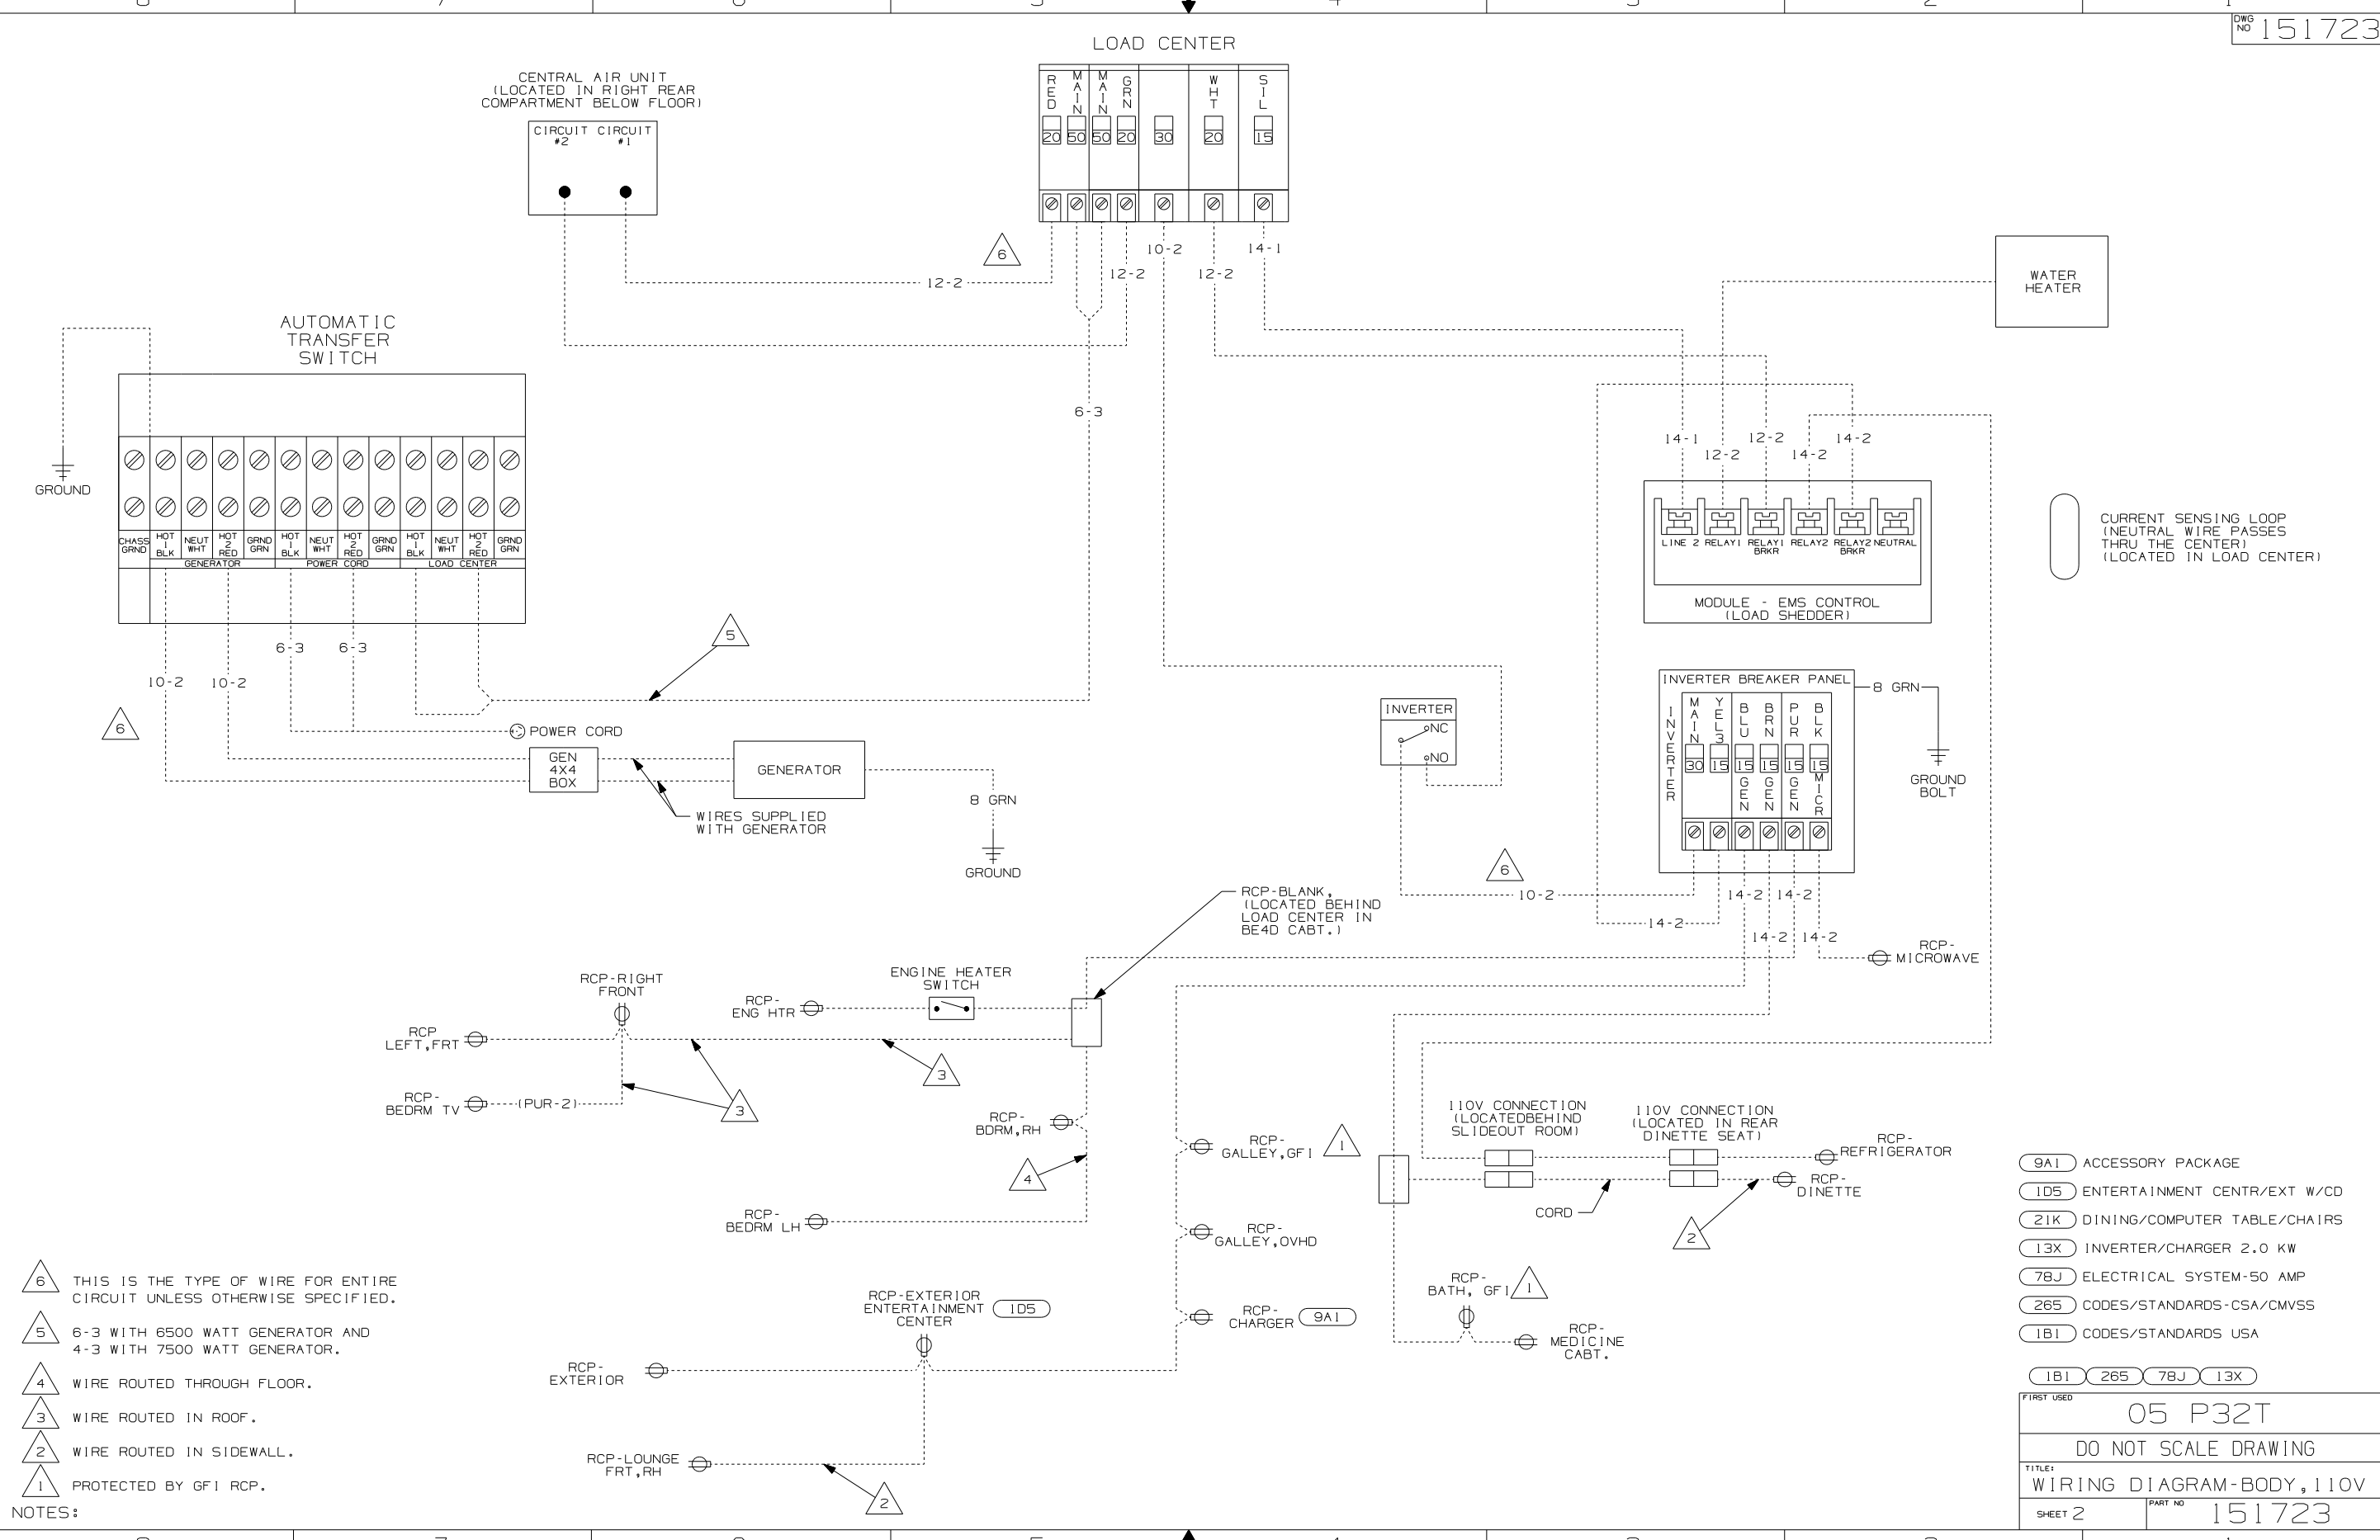 DWG
NO
151723
LOAD CENTER
CENTRAL AIR UNIT
(LOCATED IN RIGHT REAR
COMPARTMENT BELOW FLOOR)
CIRCUIT
#2
CIRCUIT
#1
RED
MAIN
MAIN
GRN
WHT
SIL
20
50
50
20
30
20
15
6
12-2
12-2
10-2
12-2
14-1
WATER
HEATER
AUTOMATIC
TRANSFER
SWITCH
GROUND
CHASS
GRND
HOT
1
BLK
NEUT
WHT
HOT
2
RED
GRND
GRN
HOT
1
BLK
NEUT
WHT
HOT
2
RED
GRND
GRN
HOT
1
BLK
NEUT
WHT
HOT
2
RED
GRND
GRN
GENERATOR
POWER CORD
LOAD CENTER
6-3
14-1
12-2
12-2
14-2
14-2
LINE 2
RELAY1
RELAY1
BRKR
RELAY2
RELAY2
BRKR
NEUTRAL
MODULE - EMS CONTROL
(LOAD SHEDDER)
CURRENT SENSING LOOP
(NEUTRAL WIRE PASSES
THRU THE CENTER)
(LOCATED IN LOAD CENTER)
6-3
6-3
10-2
10-2
5
6
POWER CORD
GEN
4X4
BOX
GENERATOR
WIRES SUPPLIED
WITH GENERATOR
8 GRN
GROUND
INVERTER
NC
NO
INVERTER BREAKER PANEL
INVERTER
MAIN
YEL3
BLU
BRN
PUR
BLK
30
15
15
15
15
15
GEN
GEN
GEN
MICR
8 GRN
GROUND
BOLT
6
10-2
14-2
14-2
14-2
14-2
14-2
RCP-
MICROWAVE
RCP-BLANK,
(LOCATED BEHIND
LOAD CENTER IN
BE4D CABT.)
ENGINE HEATER
SWITCH
RCP-
ENG HTR
RCP-RIGHT
FRONT
RCP
LEFT,FRT
RCP-
BEDRM TV
(PUR-2)
3
3
RCP-
BDRM,RH
4
RCP-
BEDRM LH
RCP-
GALLEY,GFI
1
RCP-
GALLEY,OVHD
RCP-
CHARGER
9A1
110V CONNECTION
(LOCATEDBEHIND
SLIDEOUT ROOM)
110V CONNECTION
(LOCATED IN REAR
DINETTE SEAT)
RCP-
REFRIGERATOR
RCP-
DINETTE
CORD
2
RCP-
BATH, GFI
1
RCP-
MEDICINE
CABT.
RCP-EXTERIOR
ENTERTAINMENT
CENTER
1D5
RCP-
EXTERIOR
RCP-LOUNGE
FRT,RH
2
9A1 ACCESSORY PACKAGE
1D5 ENTERTAINMENT CENTR/EXT W/CD
21K DINING/COMPUTER TABLE/CHAIRS
13X INVERTER/CHARGER 2.0 KW
78J ELECTRICAL SYSTEM-50 AMP
265 CODES/STANDARDS-CSA/CMVSS
1B1 CODES/STANDARDS USA
1B1 265 78J 13X
6 THIS IS THE TYPE OF WIRE FOR ENTIRE
CIRCUIT UNLESS OTHERWISE SPECIFIED.
5 6-3 WITH 6500 WATT GENERATOR AND
4-3 WITH 7500 WATT GENERATOR.
4 WIRE ROUTED THROUGH FLOOR.
3 WIRE ROUTED IN ROOF.
2 WIRE ROUTED IN SIDEWALL.
1 PROTECTED BY GFI RCP.
NOTES:
FIRST USED
05 P32T
DO NOT SCALE DRAWING
TITLE:
WIRING DIAGRAM-BODY,110V
SHEET 2
PART NO
151723